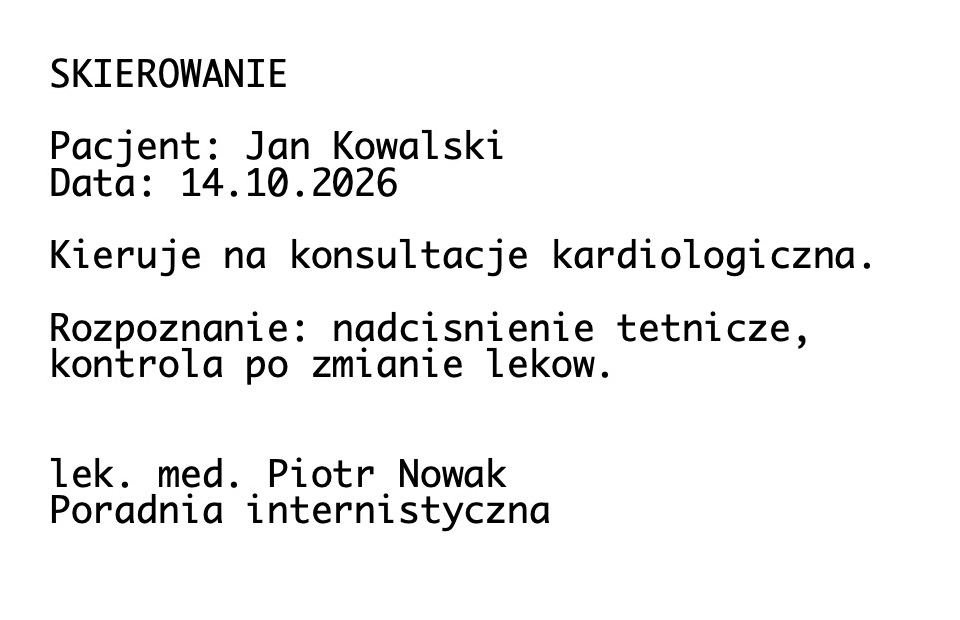 SKIEROWANIE
Pacjent: Jan Kowalski
Data: 14.10.2026
Kieruje na konsultacje kardiologiczna.
Rozpoznanie: nadcisnienie tetnicze,
kontrola po zmianie lekow.
lek. med. Piotr Nowak
Poradnia internistyczna